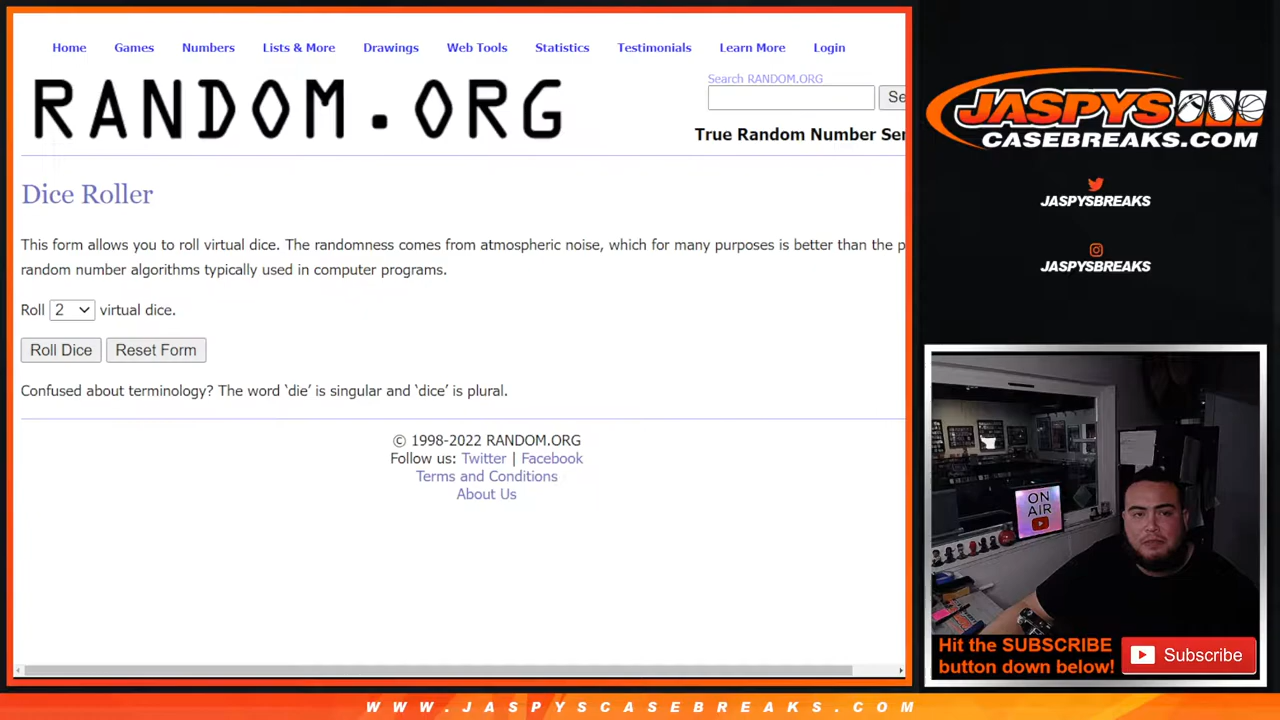 Home Games Numbers Lists & More Drawings Web Tools Statistics Testimonials Learn More Login
RANDOM.ORG
Search RANDOM.ORG
Se
True Random Number Ser
Dice Roller
This form allows you to roll virtual dice. The randomness comes from atmospheric noise, which for many purposes is better than the p
random number algorithms typically used in computer programs.
Roll 2 virtual dice.
Roll Dice Reset Form
Confused about terminology? The word ‘die’ is singular and ‘dice’ is plural.
© 1998-2022 RANDOM.ORG
Follow us: Twitter | Facebook
Terms and Conditions
About Us
JASPYS
CASEBREAKS.COM
JASPYSBREAKS
JASPYSBREAKS
ON
AIR
Hit the SUBSCRIBE
button down below!
Subscribe
WWW.JASPYSCASEBREAKS.COM